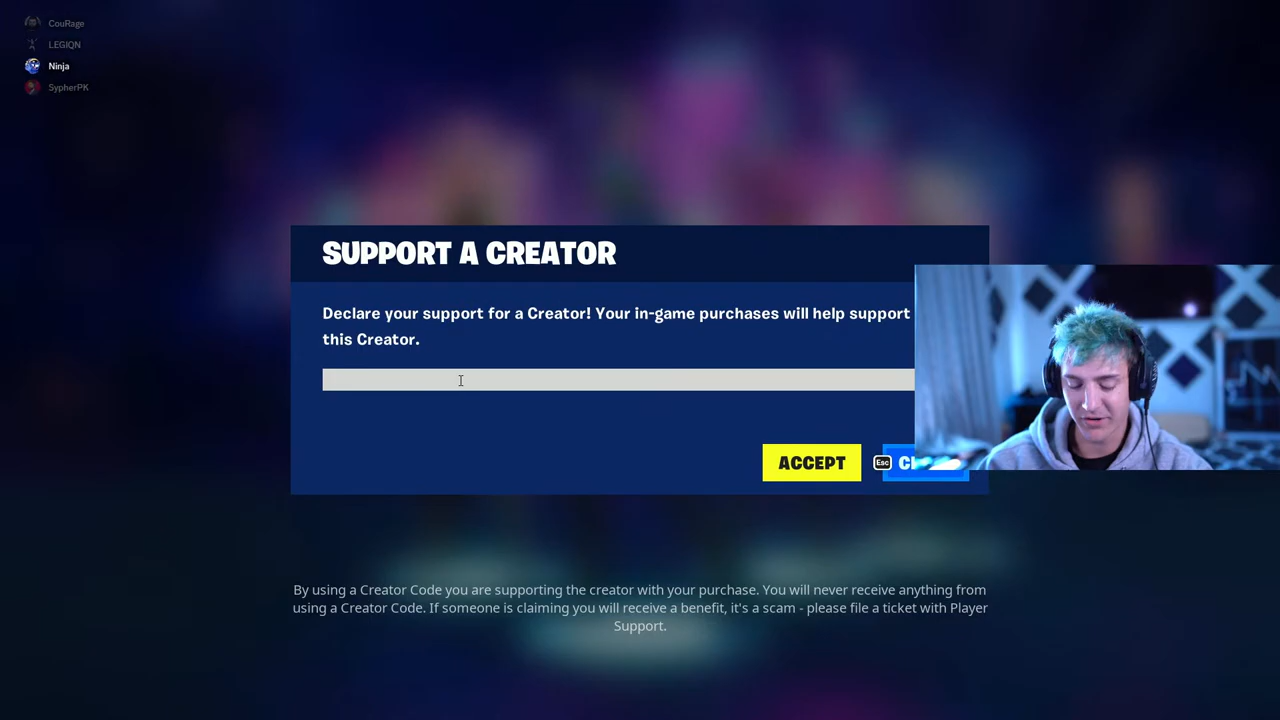 CouRage
LEGIQN
Ninja
SypherPK
SUPPORT A CREATOR
Declare your support for a Creator! Your in-game purchases will help support
this Creator.
ACCEPT
Esc
By using a Creator Code you are supporting the creator with your purchase. You will never receive anything from
using a Creator Code. If someone is claiming you will receive a benefit, it's a scam - please file a ticket with Player
Support.